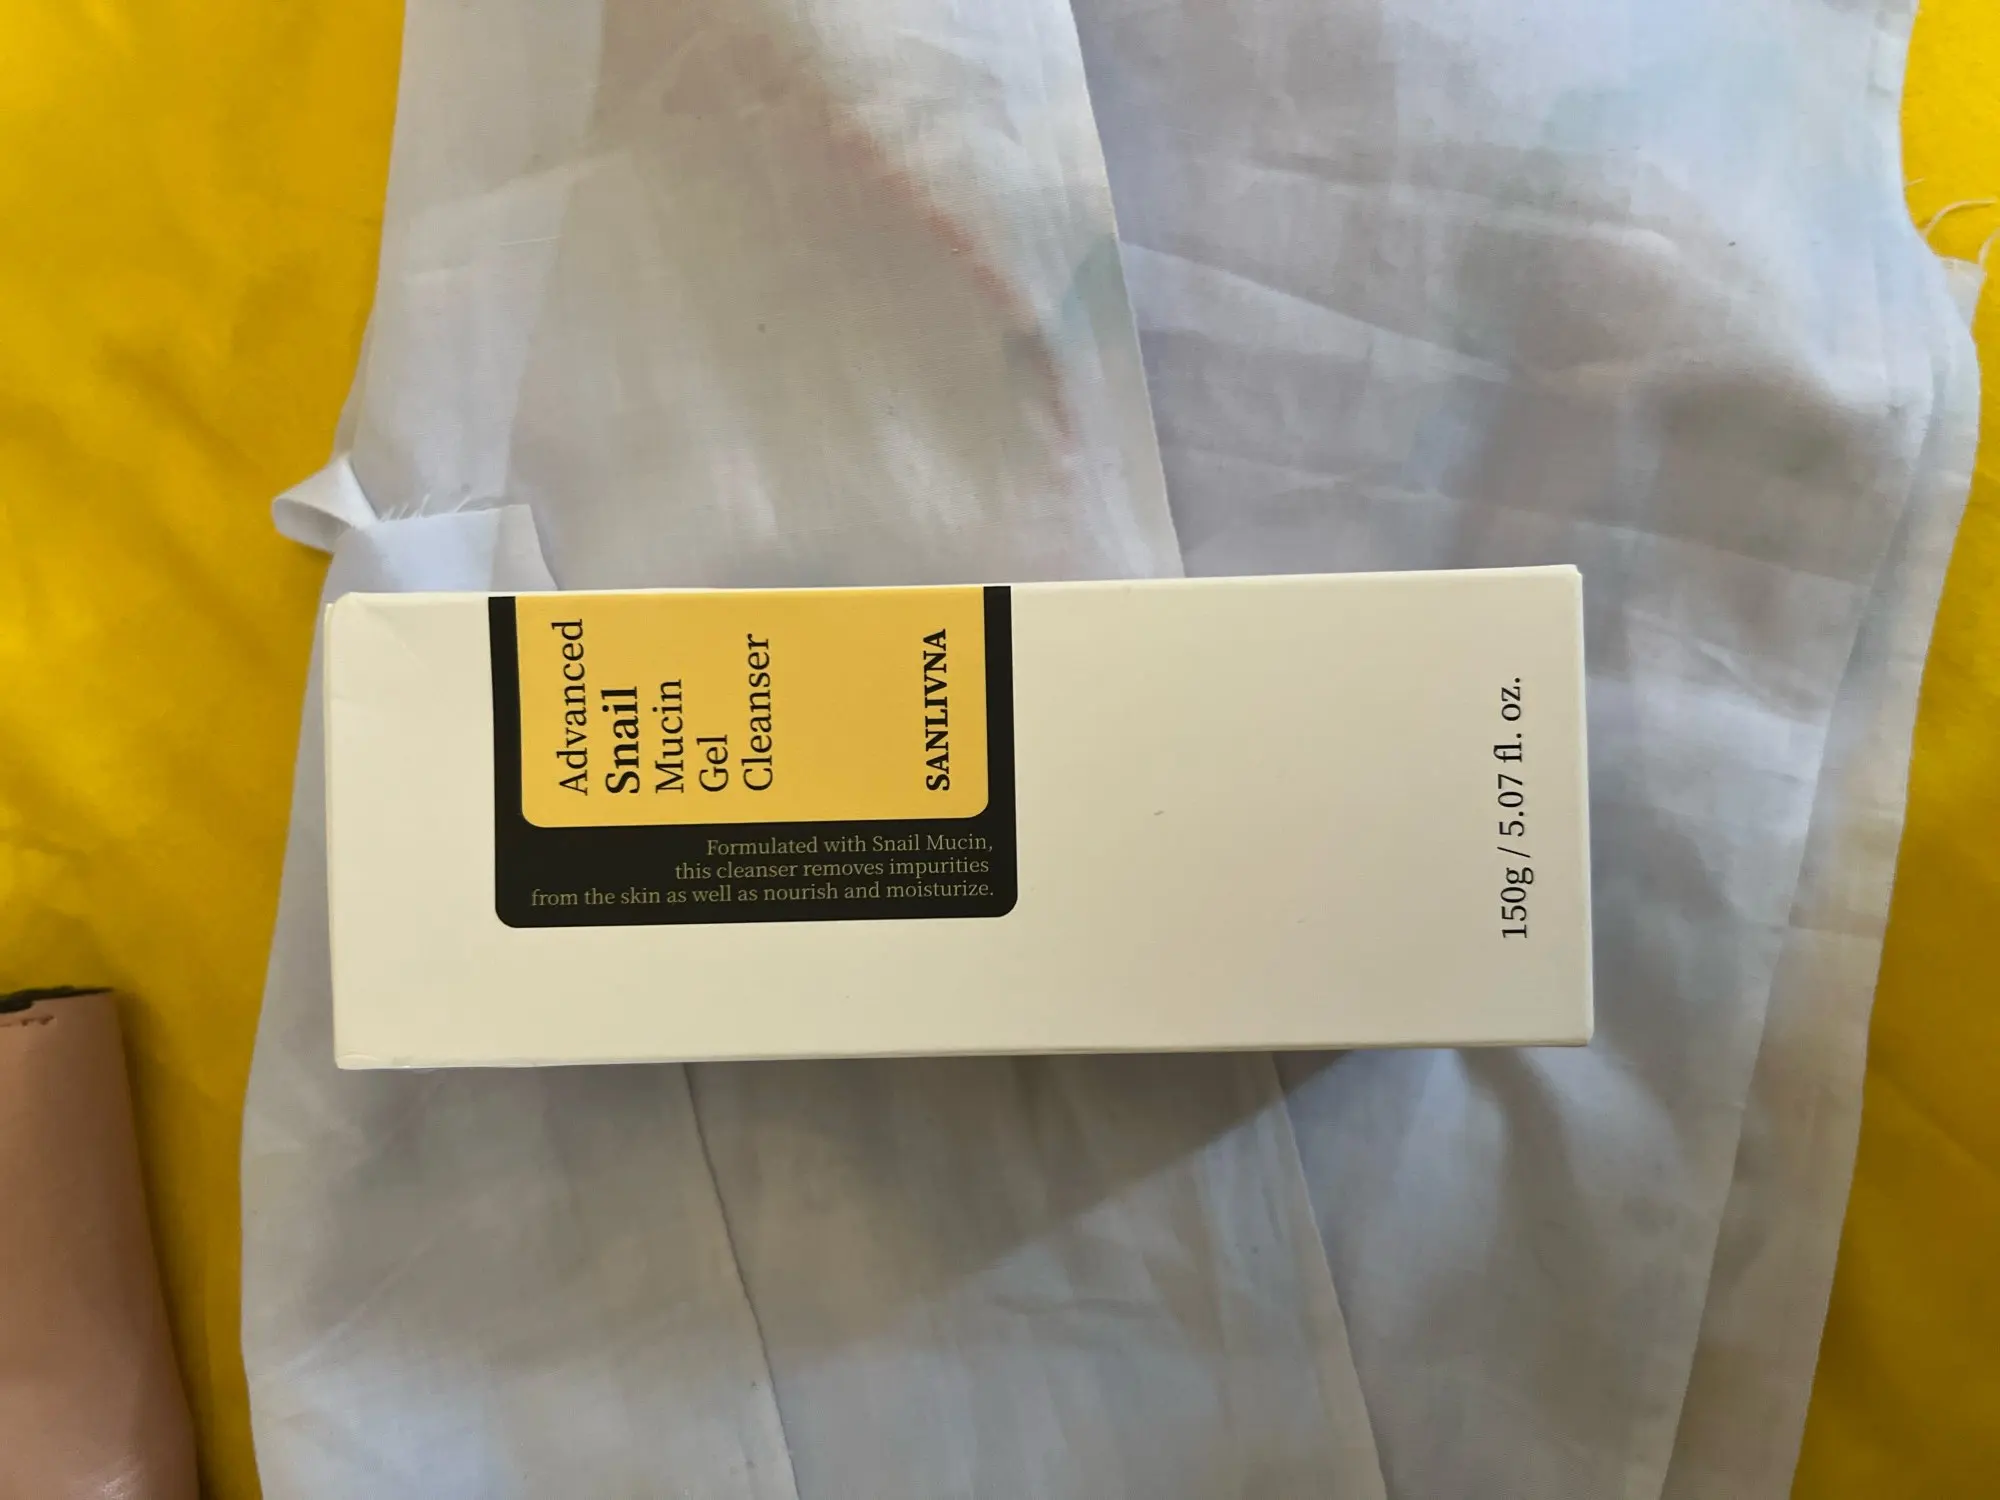 Advanced
Snail
Mucin
Gel
Cleanser
SANLIVNA
Formulated with Snail Mucin,
this cleanser removes impurities
from the skin as well as nourish and moisturize.
150g / 5.07 fl. oz.